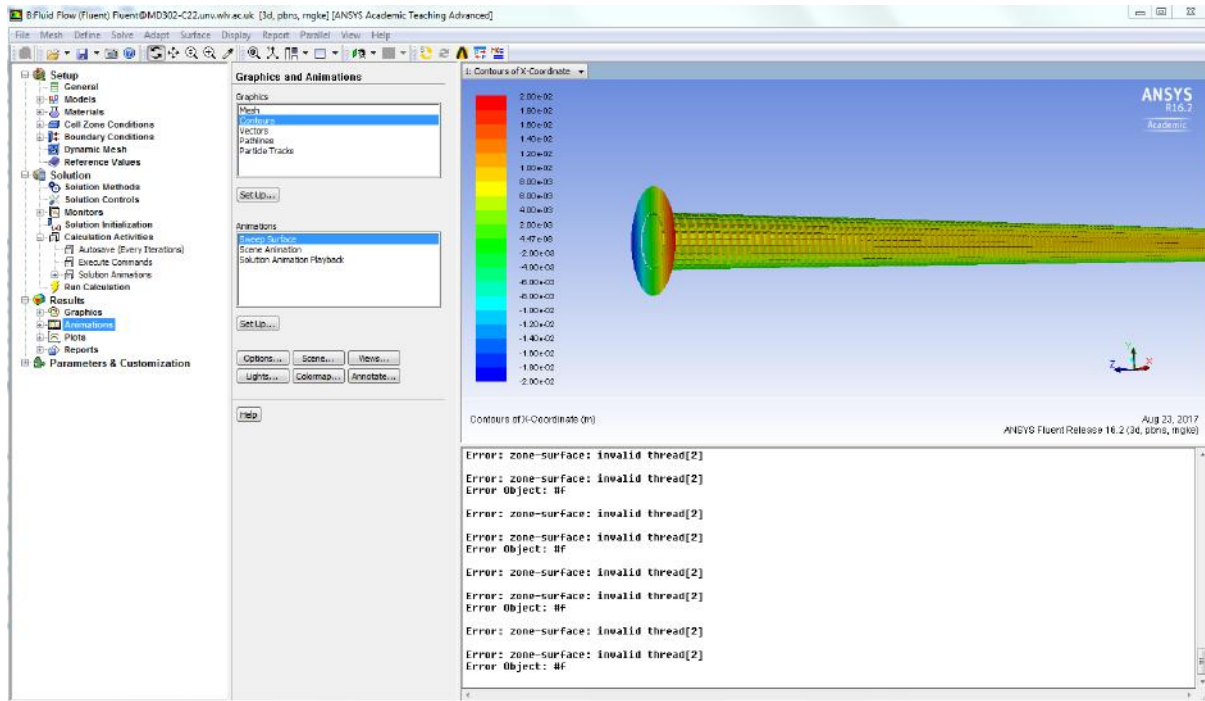 B:Fluid Flow (Fluent) Fluent@MD302-C22.unv.wlv.ac.uk [3d, pbns, rngke] [ANSYS Academic Teaching Advanced]
File Mesh Define Solve Adapt Surface Display Report Parallel View Help
Setup
General
Models
Materials
Cell Zone Conditions
Boundary Conditions
Dynamic Mesh
Reference Values
Solution
Solution Methods
Solution Controls
Monitors
Solution Initialization
Calculation Activities
Autosave (Every Iterations)
Execute Commands
Solution Animations
Run Calculation
Results
Graphics
Animations
Plots
Reports
Parameters & Customization
Graphics and Animations
Graphics
Mesh
Contours
Vectors
Pathlines
Particle Tracks
Set Up...
Animations
Sweep Surface
Scene Animation
Solution Animation Playback
Set Up...
Options... Scene... Views...
Lights... Colormap... Annotate...
Help
1: Contours of X-Coordinate
2.00e-02
1.80e-02
1.60e-02
1.40e-02
1.20e-02
1.00e-02
8.00e-03
6.00e-03
4.00e-03
2.00e-03
-2.00e-03
-4.00e-03
-6.00e-03
-8.00e-03
-1.00e-02
-1.20e-02
-1.40e-02
-1.60e-02
-1.80e-02
-2.00e-02
ANSYS
R16.2
Academic
Y
Z X
Contours of X-Coordinate (m)
Aug 23, 2017
ANSYS Fluent Release 16.2 (3d, pbns, rngke)
Error: zone-surface: invalid thread[2]
Error: zone-surface: invalid thread[2]
Error Object: #f
Error: zone-surface: invalid thread[2]
Error: zone-surface: invalid thread[2]
Error Object: #f
Error: zone-surface: invalid thread[2]
Error: zone-surface: invalid thread[2]
Error Object: #f
Error: zone-surface: invalid thread[2]
Error: zone-surface: invalid thread[2]
Error Object: #f